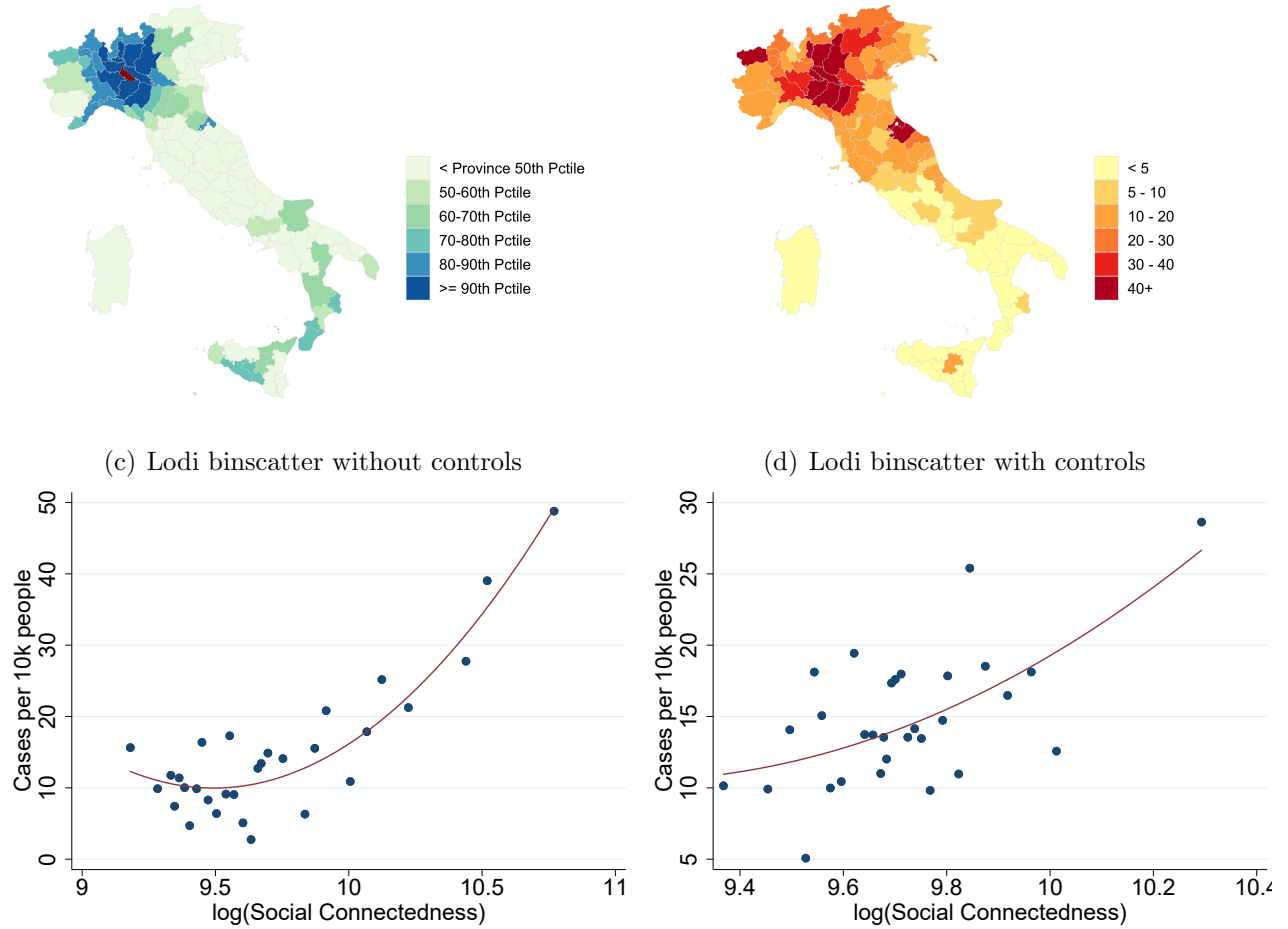 < Province 50th Pctile
50-60th Pctile
60-70th Pctile
70-80th Pctile
80-90th Pctile
>= 90th Pctile
< 5
5 - 10
10 - 20
20 - 30
30 - 40
40+
(c) Lodi binscatter without controls
50
40
30
20
10
0
Cases per 10k people
9
9.5
10
10.5
11
log(Social Connectedness)
(d) Lodi binscatter with controls
30
25
20
15
10
5
Cases per 10k people
9.4
9.6
9.8
10
10.2
10.4
log(Social Connectedness)